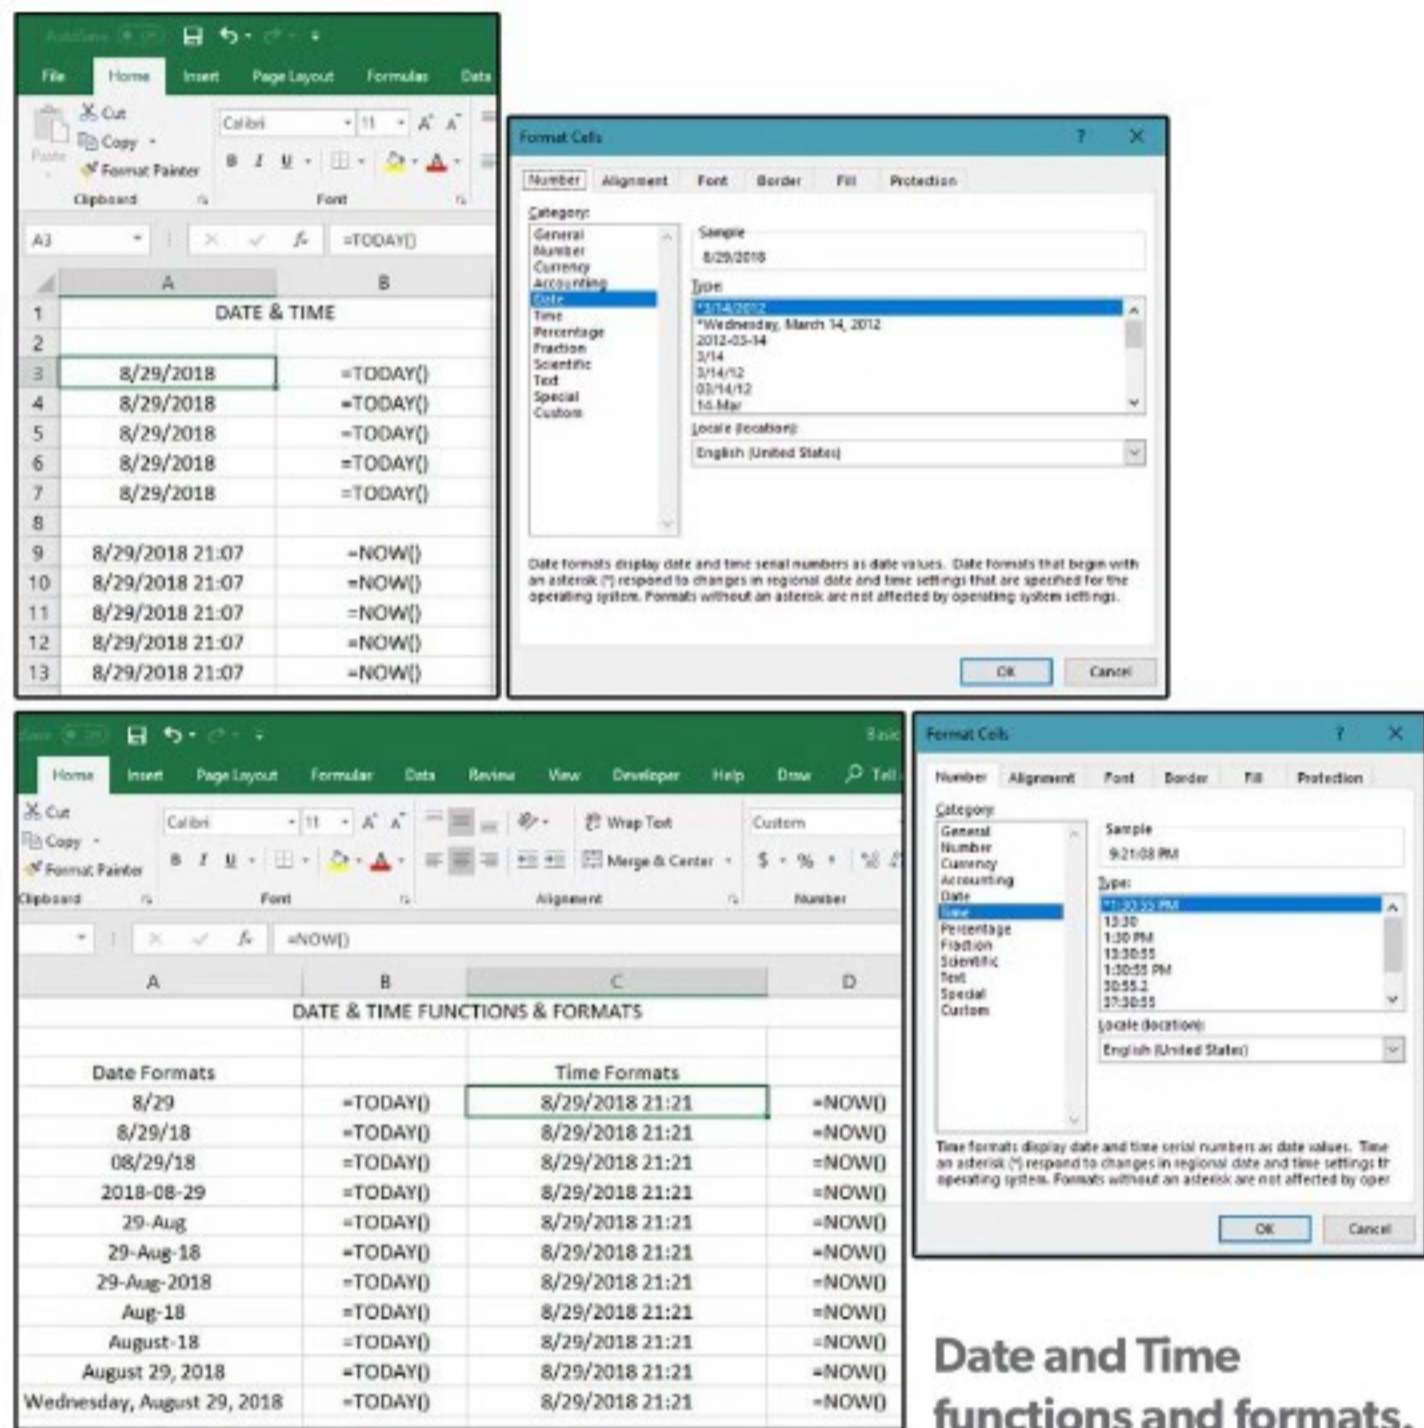 AutoSave
File Home Insert Page Layout Formulas Data
Cut
Copy
Paste
Format Painter
Calibri 11 A A
B I U A
Clipboard Font
A3 fx =TODAY()
A B
1 DATE & TIME
2
3 8/29/2018 =TODAY()
4 8/29/2018 =TODAY()
5 8/29/2018 =TODAY()
6 8/29/2018 =TODAY()
7 8/29/2018 =TODAY()
8
9 8/29/2018 21:07 =NOW()
10 8/29/2018 21:07 =NOW()
11 8/29/2018 21:07 =NOW()
12 8/29/2018 21:07 =NOW()
13 8/29/2018 21:07 =NOW()
Format Cells ? X
Number Alignment Font Border Fill Protection
Category:
General
Number
Currency
Accounting
Date
Time
Percentage
Fraction
Scientific
Text
Special
Custom
Sample
8/29/2018
Type:
*3/14/2012
*Wednesday, March 14, 2012
2012-03-14
3/14
3/14/12
03/14/12
14-Mar
Locale (location):
English (United States)
Date formats display date and time serial numbers as date values. Date formats that begin with
an asterisk (*) respond to changes in regional date and time settings that are specified for the
operating system. Formats without an asterisk are not affected by operating system settings.
OK Cancel
Basic
Home Insert Page Layout Formulas Data Review View Developer Help Draw Tell
Cut
Copy
Format Painter
Calibri 11 A A Wrap Text Custom
B I U A Merge & Center $ %
Clipboard Font Alignment Number
fx =NOW()
A B C D
DATE & TIME FUNCTIONS & FORMATS
Date Formats Time Formats
8/29 =TODAY() 8/29/2018 21:21 =NOW()
8/29/18 =TODAY() 8/29/2018 21:21 =NOW()
08/29/18 =TODAY() 8/29/2018 21:21 =NOW()
2018-08-29 =TODAY() 8/29/2018 21:21 =NOW()
29-Aug =TODAY() 8/29/2018 21:21 =NOW()
29-Aug-18 =TODAY() 8/29/2018 21:21 =NOW()
29-Aug-2018 =TODAY() 8/29/2018 21:21 =NOW()
Aug-18 =TODAY() 8/29/2018 21:21 =NOW()
August-18 =TODAY() 8/29/2018 21:21 =NOW()
August 29, 2018 =TODAY() 8/29/2018 21:21 =NOW()
Wednesday, August 29, 2018 =TODAY() 8/29/2018 21:21 =NOW()
Format Cells ? X
Number Alignment Font Border Fill Protection
Category:
General
Number
Currency
Accounting
Date
Time
Percentage
Fraction
Scientific
Text
Special
Custom
Sample
9:21:08 PM
Type:
*1:30:55 PM
13:30
1:30 PM
13:30:55
1:30:55 PM
30:55.2
37:30:55
Locale (location):
English (United States)
Time formats display date and time serial numbers as date values. Time
an asterisk (*) respond to changes in regional date and time settings th
operating system. Formats without an asterisk are not affected by oper
OK Cancel
Date and Time
functions and formats.